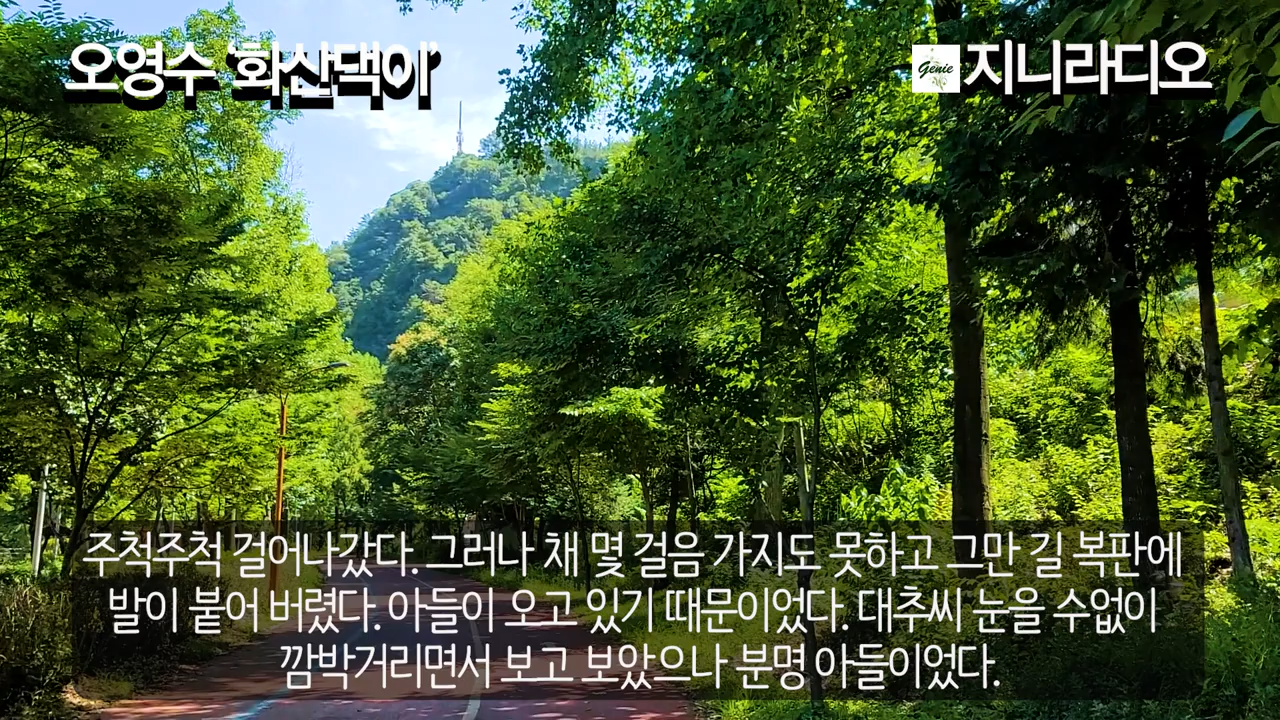 오영수 ‘화산댁이’
Genie 지니라디오
주척주척 걸어나갔다. 그러나 채 몇 걸음 가지도 못하고 그만 길 복판에
발이 붙어 버렸다. 아들이 오고 있기 때문이었다. 대추씨 눈을 수없이
깜박거리면서 보고 보았으나 분명 아들이었다.